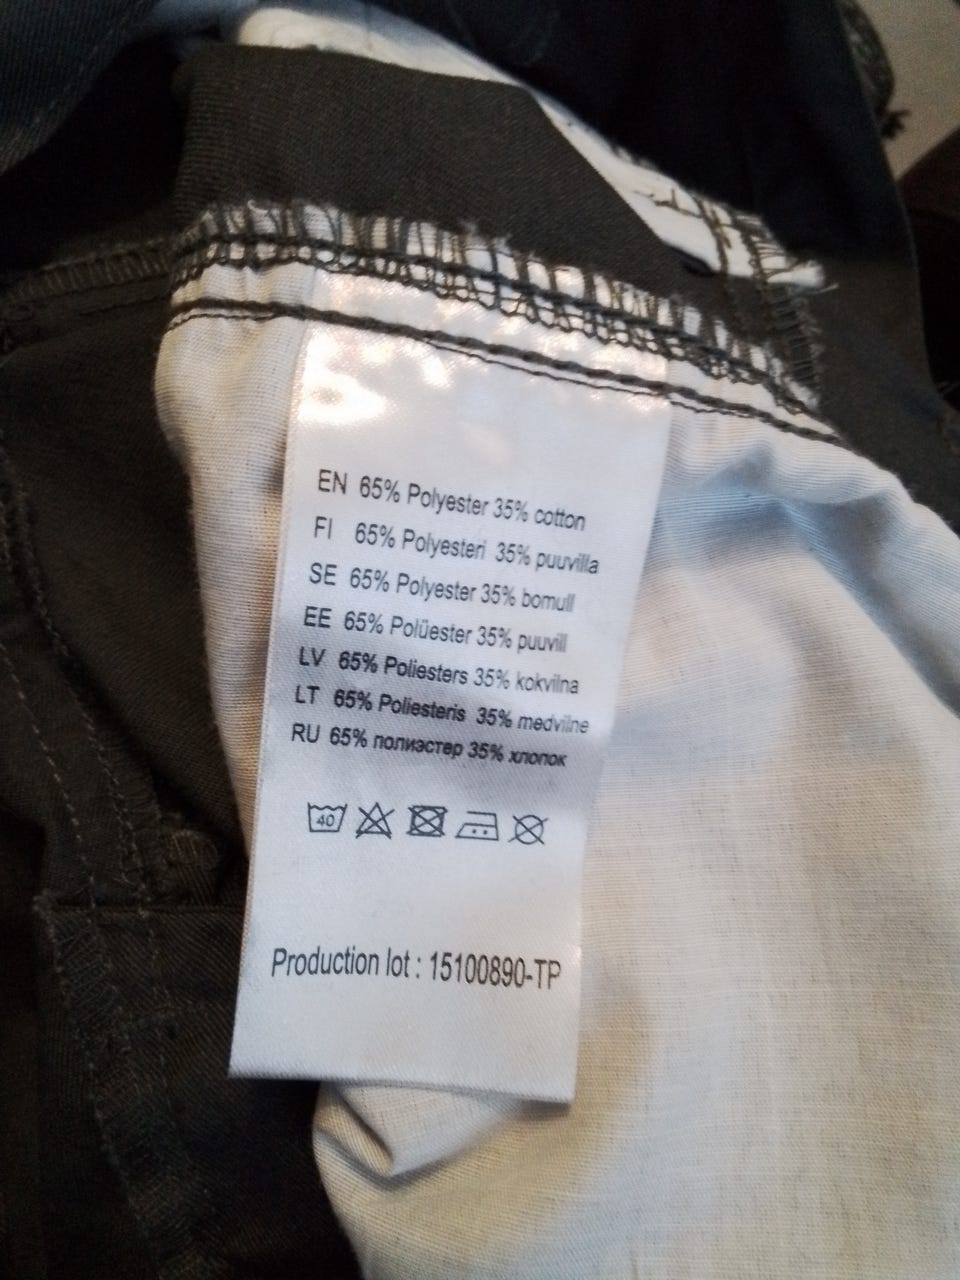 EN 65% Polyester 35% cotton
FI 65% Polyesteri 35% puuvilla
SE 65% Polyester 35% bomull
EE 65% Polüester 35% puuvill
LV 65% Poliesters 35% kokvilna
LT 65% Poliesteris 35% medvilne
RU 65% полиэстер 35% хлопок
40
Production lot : 15100890-TP